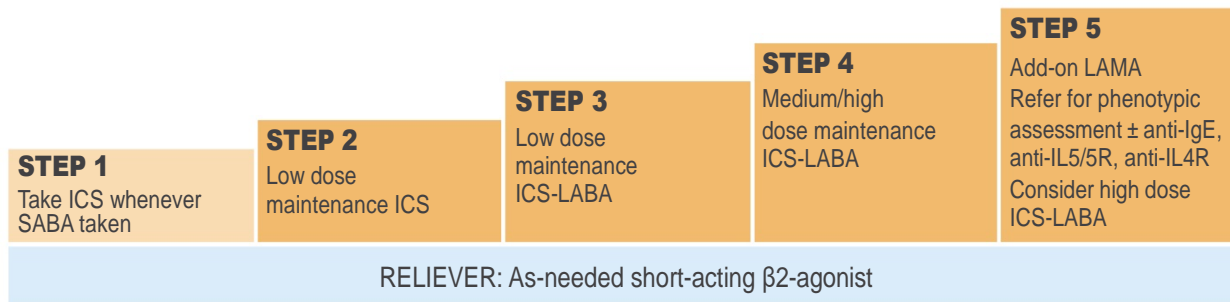 STEP 1
Take ICS whenever
SABA taken
STEP 2
Low dose
maintenance ICS
STEP 3
Low dose
maintenance
ICS-LABA
STEP 4
Medium/high
dose maintenance
ICS-LABA
STEP 5
Add-on LAMA
Refer for phenotypic
assessment ± anti-IgE,
anti-IL5/5R, anti-IL4R
Consider high dose
ICS-LABA
RELIEVER: As-needed short-acting β2-agonist